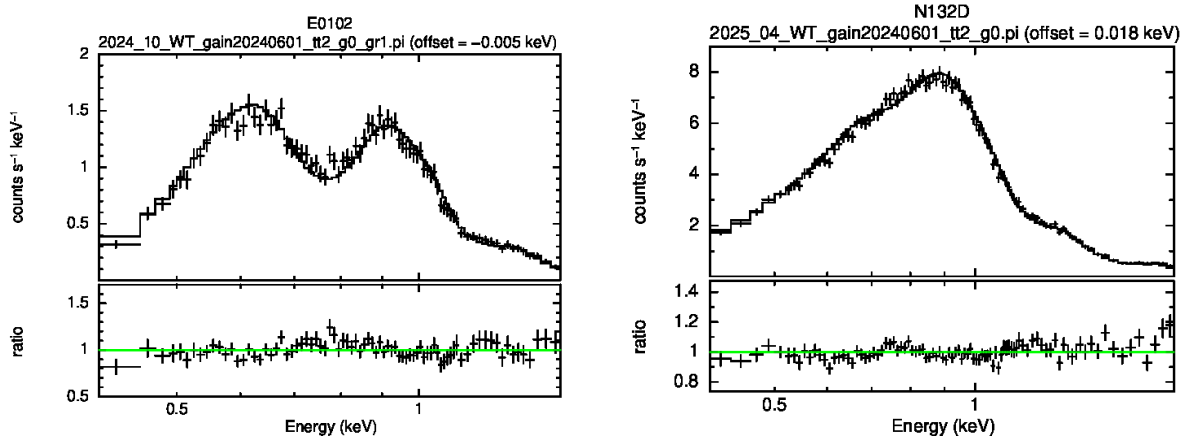 E0102
2024_10_WT_gain20240601_tt2_g0_gr1.pi (offset = −0.005 keV)
2
1.5
1
0.5
counts s⁻¹ keV⁻¹
1.5
1
0.5
ratio
0.5
1
Energy (keV)
N132D
2025_04_WT_gain20240601_tt2_g0.pi (offset = 0.018 keV)
8
6
4
2
counts s⁻¹ keV⁻¹
1.4
1.2
1
0.8
ratio
0.5
1
Energy (keV)